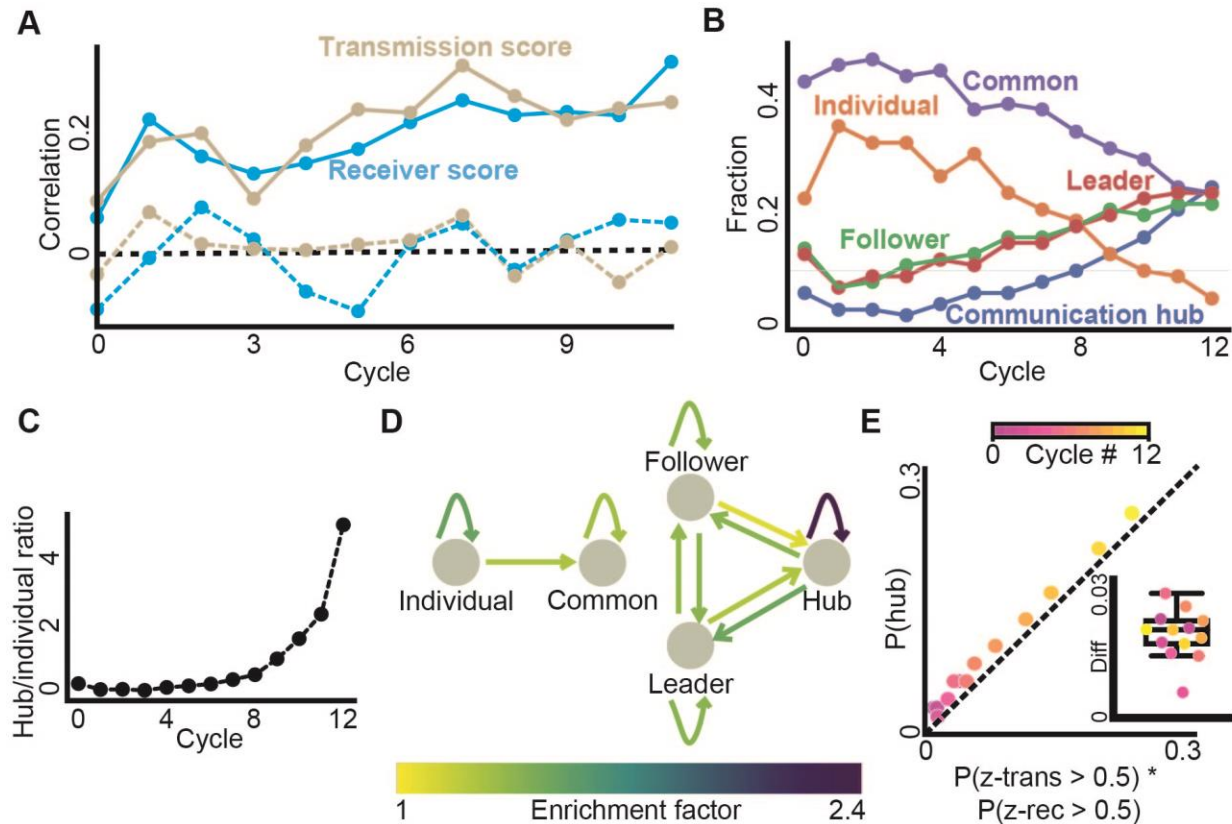 A
Transmission score
Receiver score
Correlation
0.2
0
0 3 6 9
Cycle
B
Common
Individual
Leader
Follower
Communication hub
Fraction
0.4
0.2
0
0 4 8 12
Cycle
C
Hub/individual ratio
4
2
0
0 4 8 12
Cycle
D
Follower
Individual
Common
Hub
Leader
1 Enrichment factor 2.4
E
0 Cycle # 12
0.3
P(hub)
0
0.03
Diff
0
0 0.3
P(z-trans > 0.5) *
P(z-rec > 0.5)